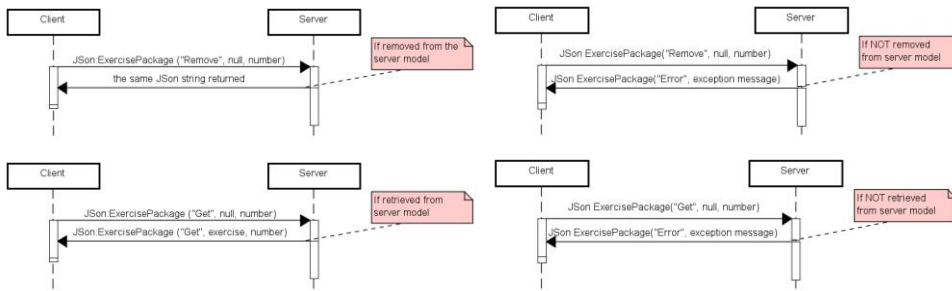 Client
Server
JSon:ExercisePackage ("Remove", null, number)
the same JSon string returned
If removed from the
server model
Client
Server
JSon ExercisePackage("Remove", null, number)
JSon ExercisePackage("Error", exception message)
If NOT removed
from server model
Client
Server
JSon:ExercisePackage ("Get", null, number)
JSon:ExercisePackage ("Get", exercise, number)
If retrieved from
server model
Client
Server
JSon ExercisePackage("Get", null, number)
JSon ExercisePackage("Error", exception message)
If NOT retrieved
from server model